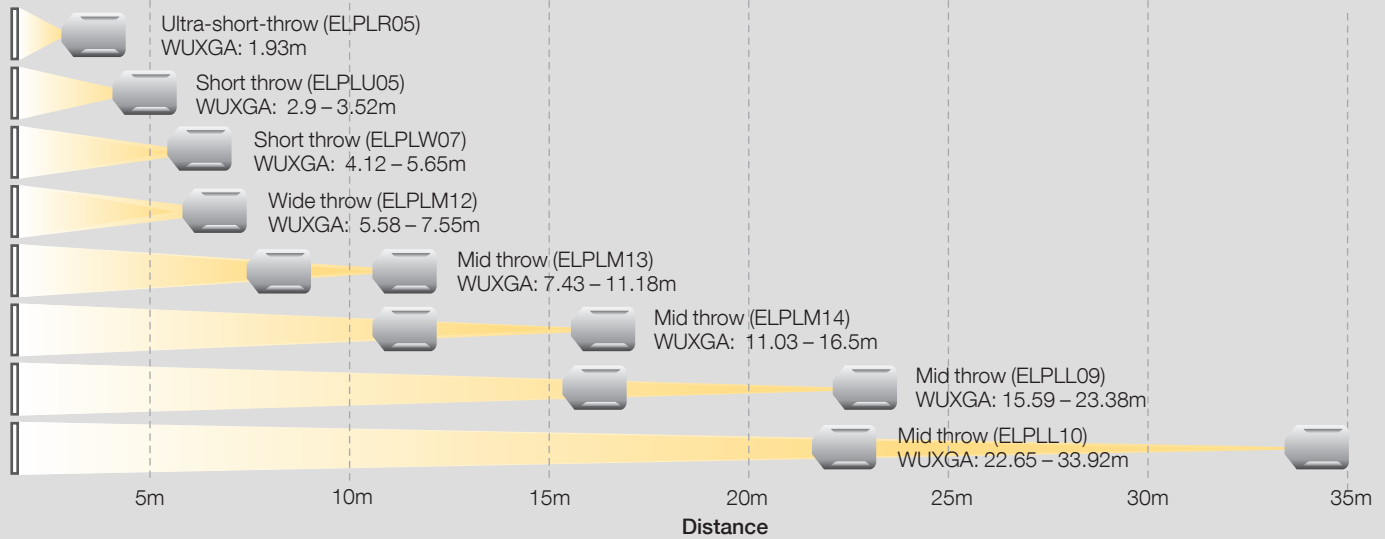 Ultra-short-throw (ELPLR05)
WUXGA: 1.93m
Short throw (ELPLU05)
WUXGA: 2.9 – 3.52m
Short throw (ELPLW07)
WUXGA: 4.12 – 5.65m
Wide throw (ELPLM12)
WUXGA: 5.58 – 7.55m
Mid throw (ELPLM13)
WUXGA: 7.43 – 11.18m
Mid throw (ELPLM14)
WUXGA: 11.03 – 16.5m
Mid throw (ELPLL09)
WUXGA: 15.59 – 23.38m
Mid throw (ELPLL10)
WUXGA: 22.65 – 33.92m
5m 10m 15m 20m 25m 30m 35m
Distance